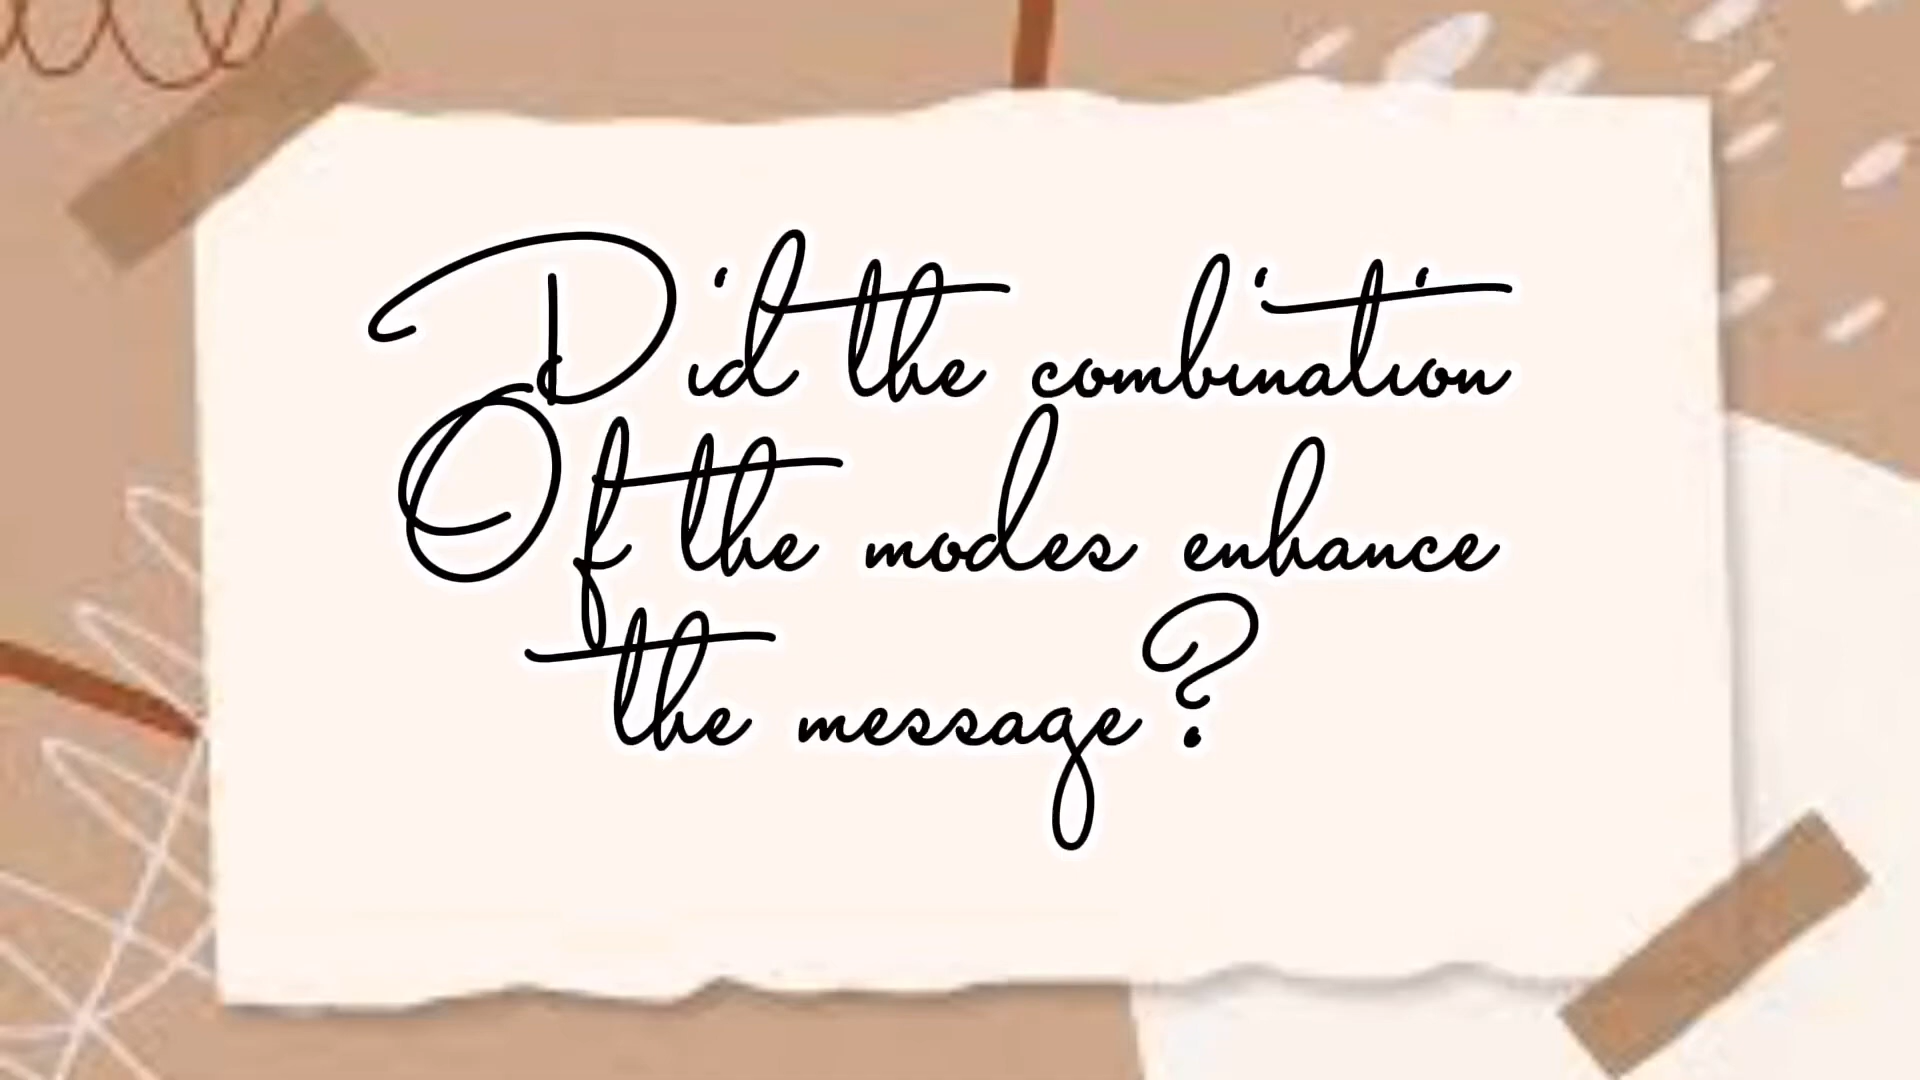 Did the combination
Of the modes enhance
the message?